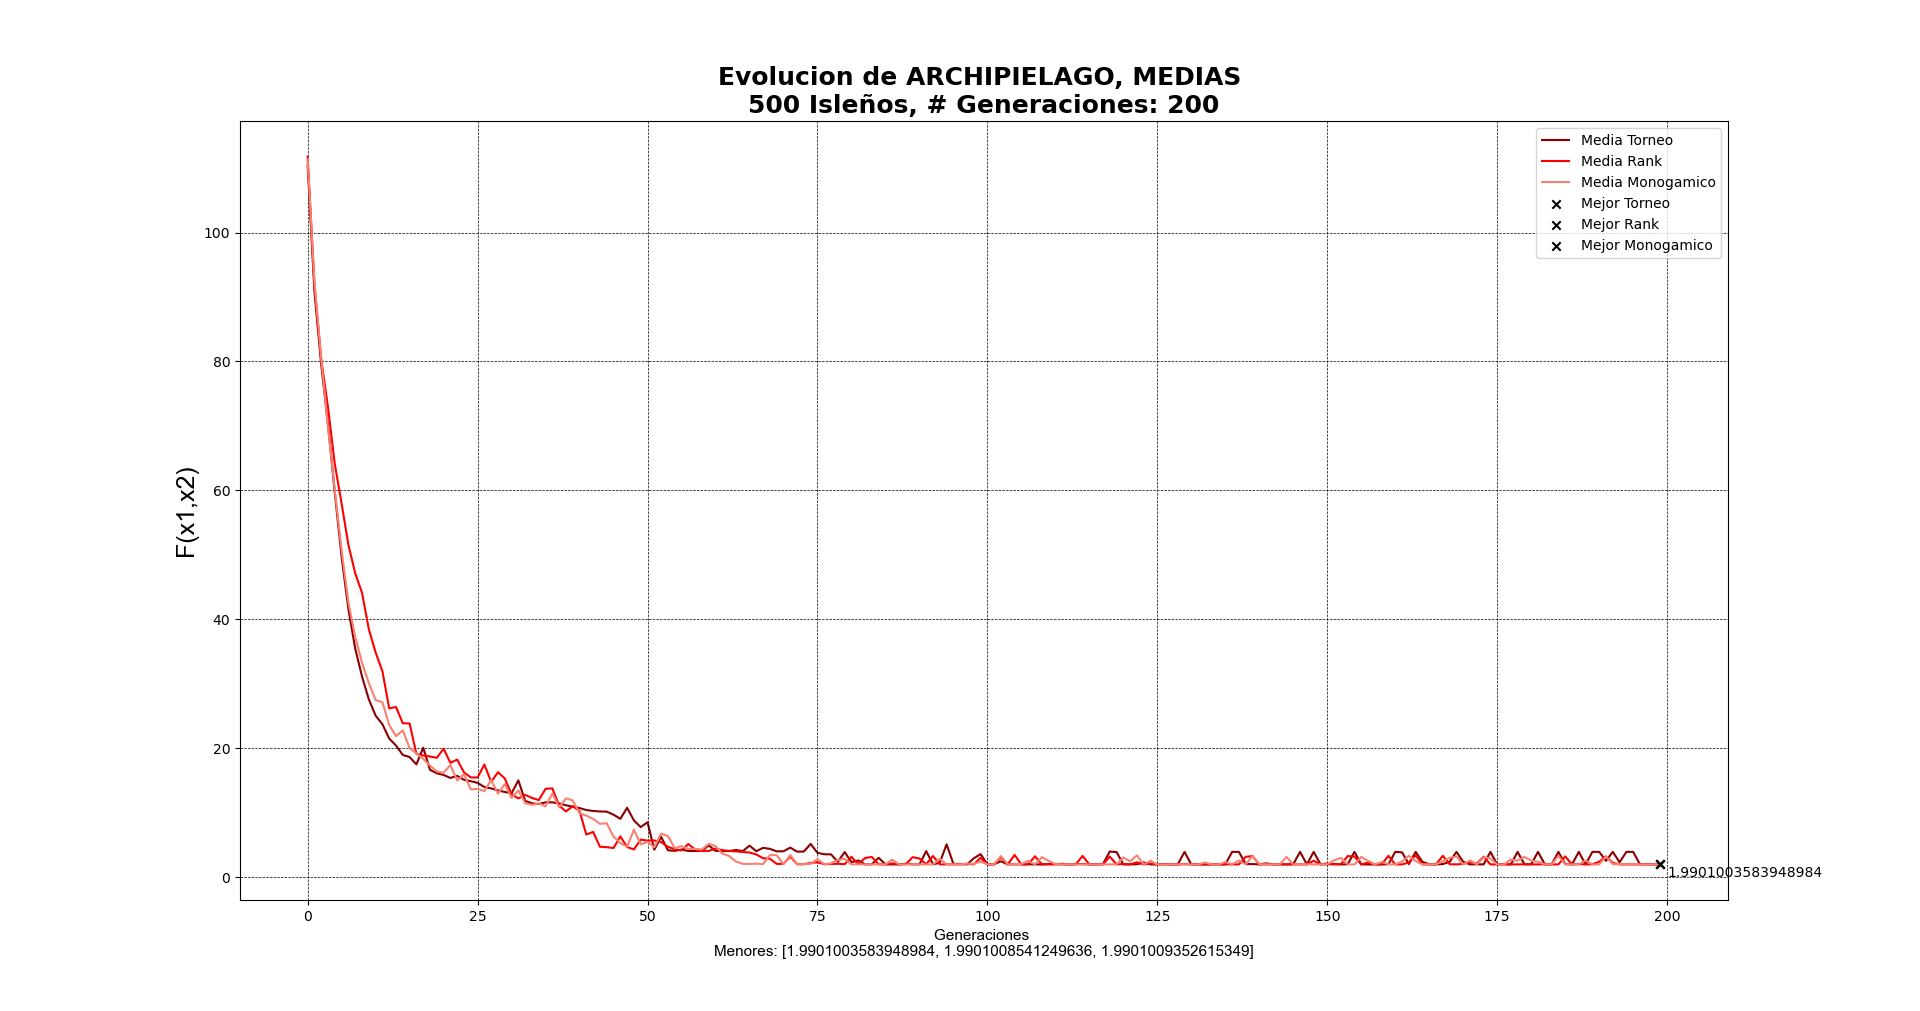 Evolucion de ARCHIPIELAGO, MEDIAS
500 Isleños, # Generaciones: 200
Media Torneo
Media Rank
Media Monogamico
Mejor Torneo
Mejor Rank
Mejor Monogamico
F(x1,x2)
100
80
60
40
20
0
1.9901003583948984
0 25 50 75 100 125 150 175 200
Generaciones
Menores: [1.9901003583948984, 1.9901008541249636, 1.9901009352615349]